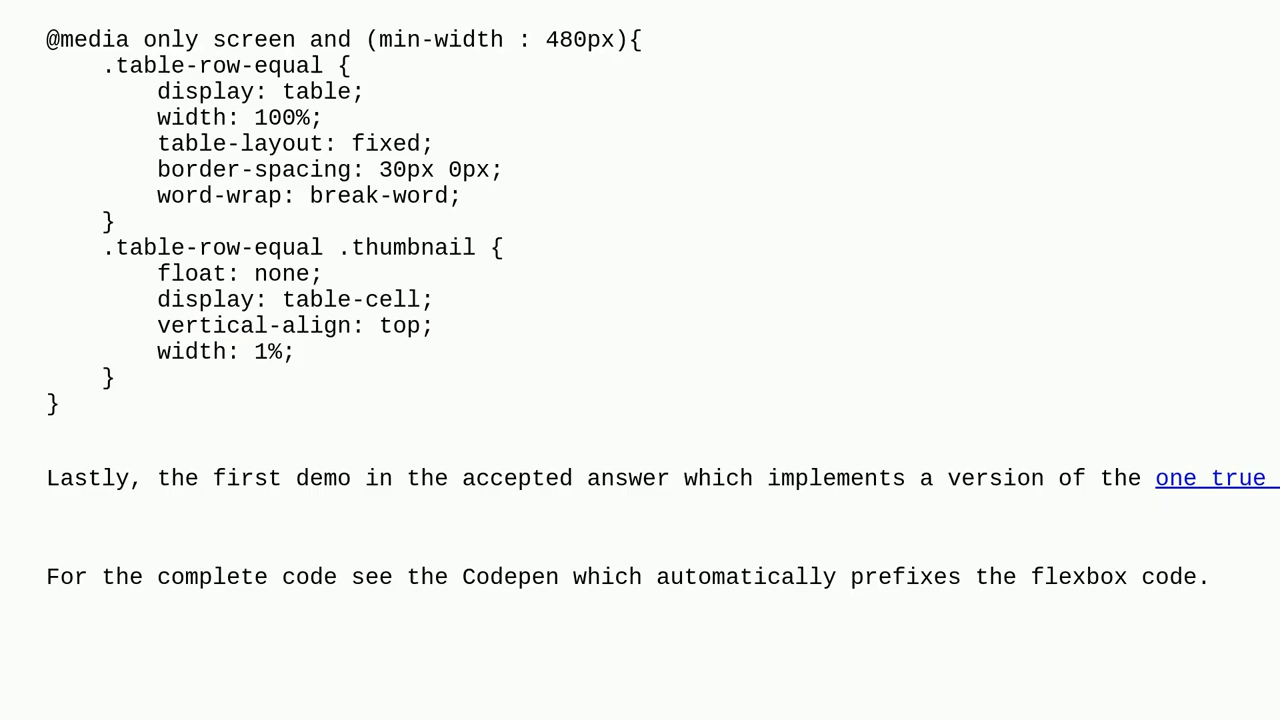 @media only screen and (min-width : 480px){
    .table-row-equal {
        display: table;
        width: 100%;
        table-layout: fixed;
        border-spacing: 30px 0px;
        word-wrap: break-word;
    }
    .table-row-equal .thumbnail {
        float: none;
        display: table-cell;
        vertical-align: top;
        width: 1%;
    }
}
Lastly, the first demo in the accepted answer which implements a version of the one true
For the complete code see the Codepen which automatically prefixes the flexbox code.